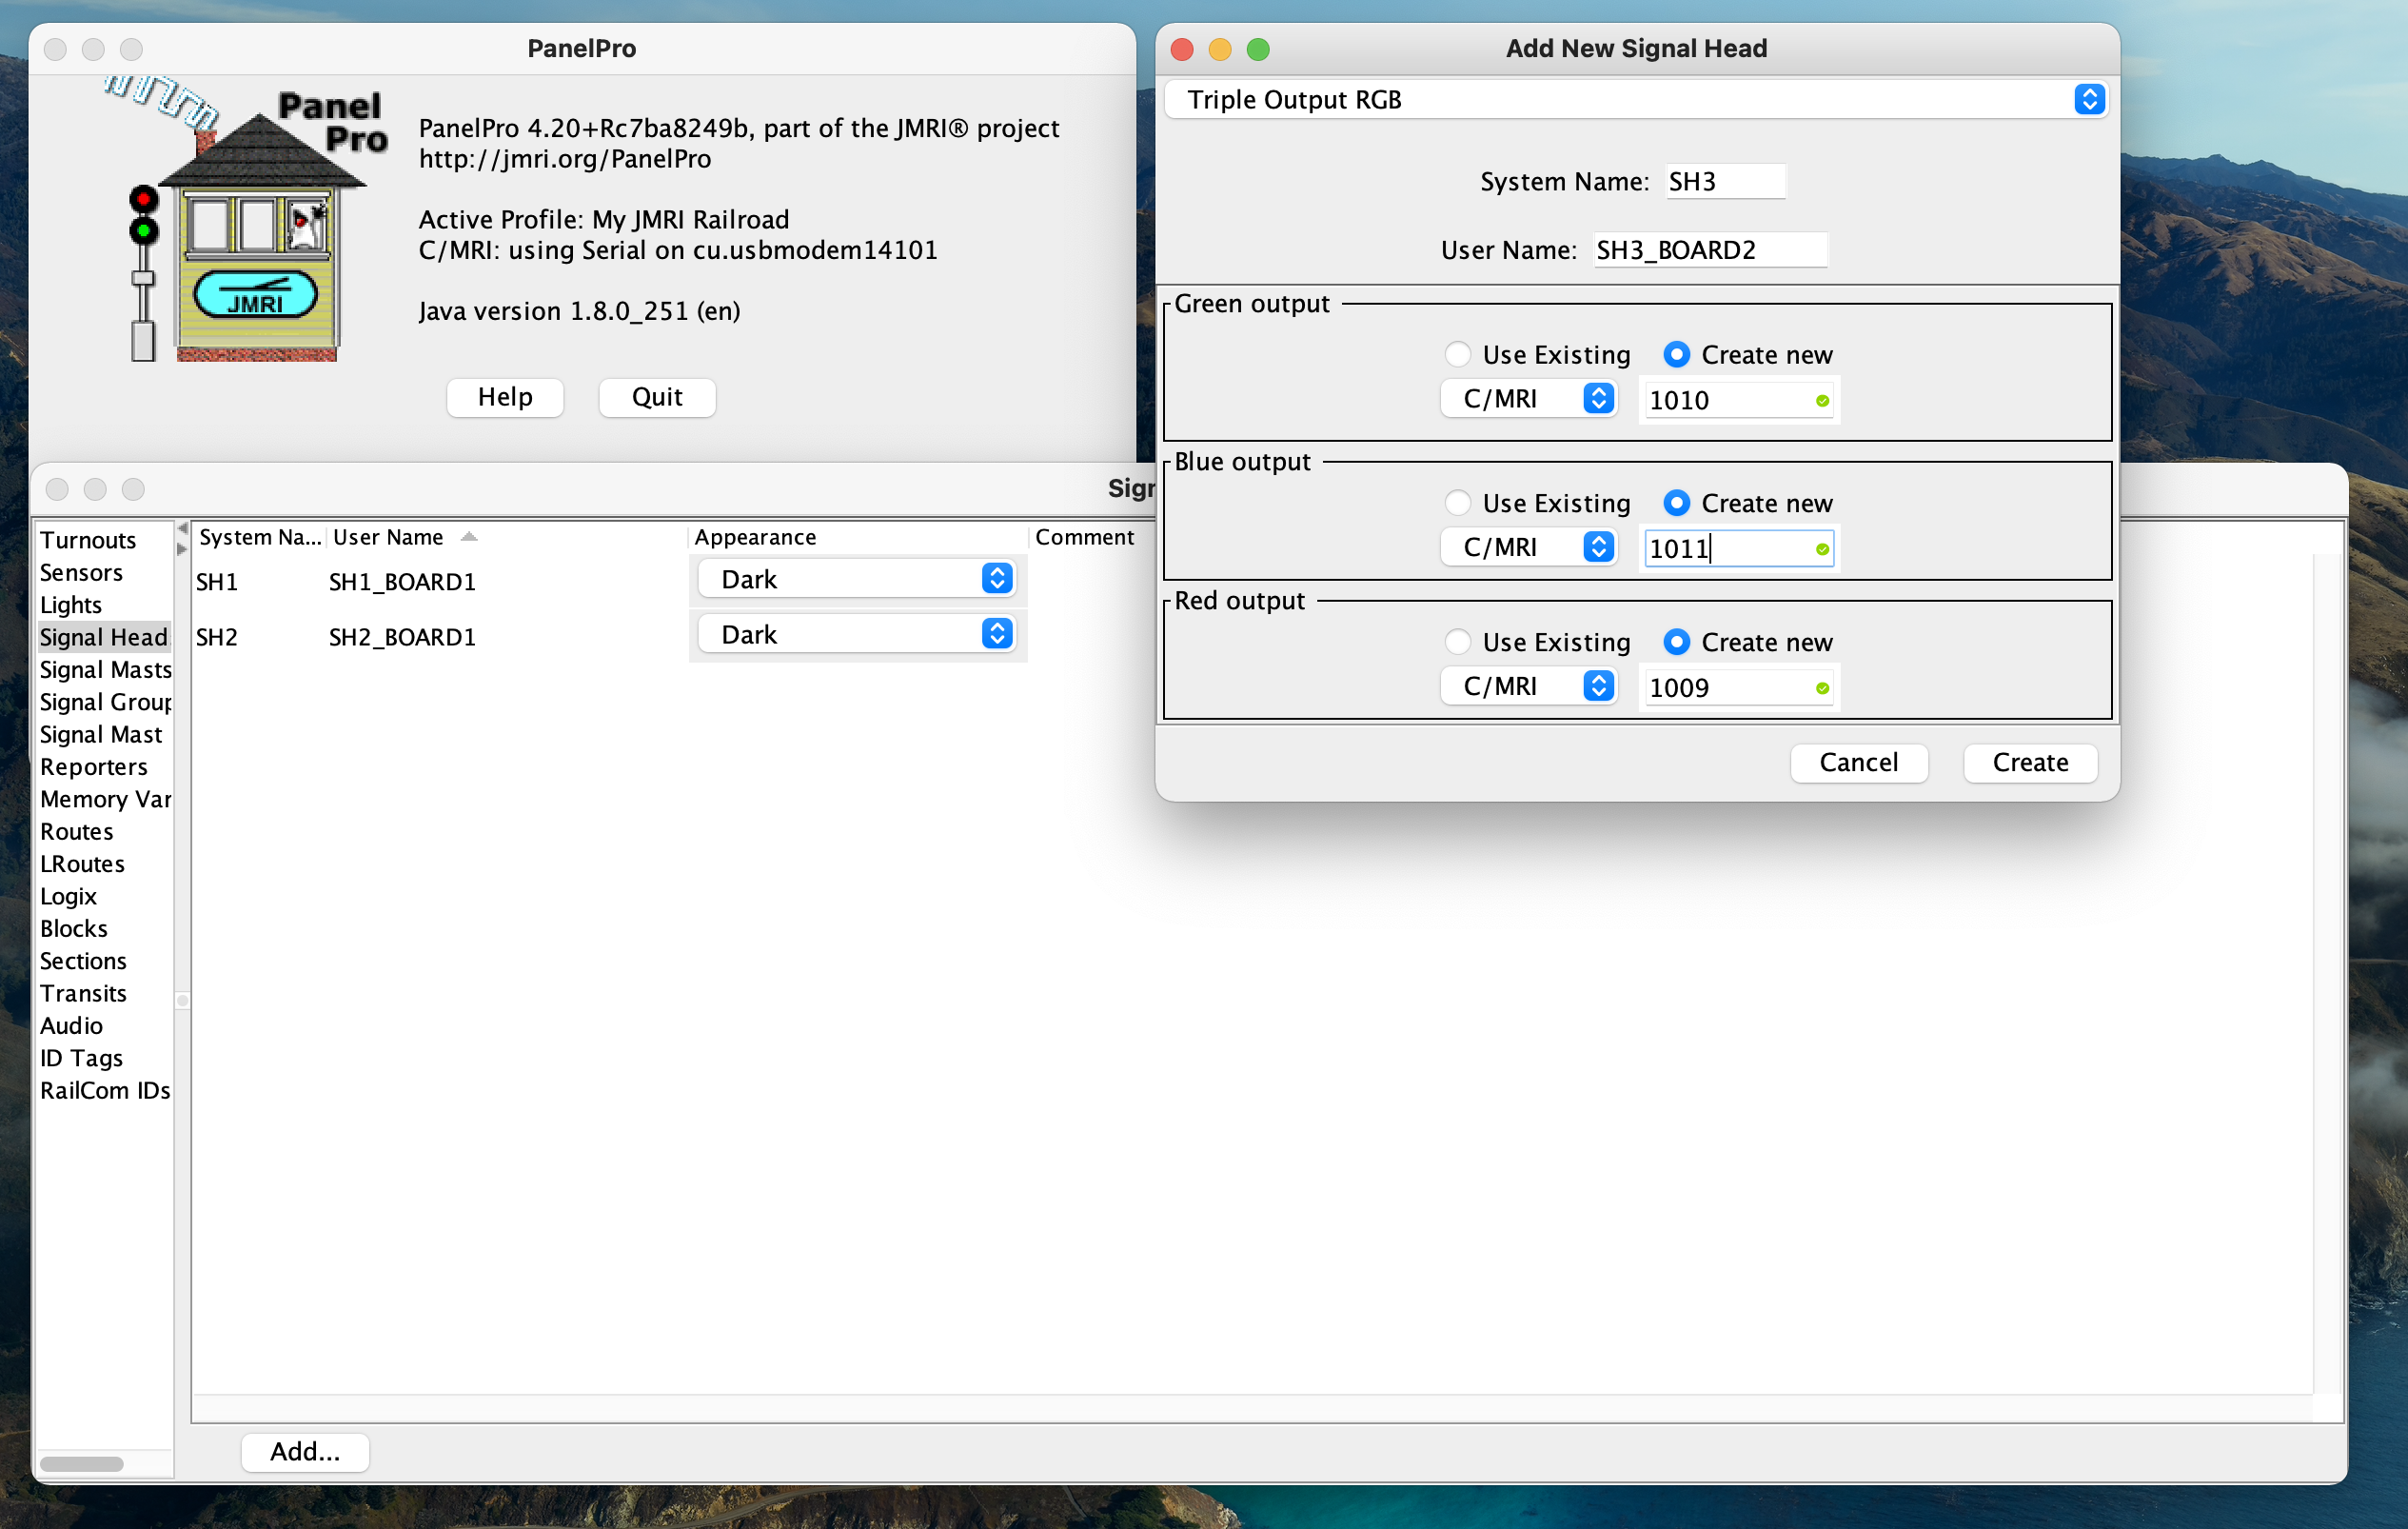 PanelPro
Panel
Pro
JMRI
PanelPro 4.20+Rc7ba8249b, part of the JMRI® project
http://jmri.org/PanelPro
Active Profile: My JMRI Railroad
C/MRI: using Serial on cu.usbmodem14101
Java version 1.8.0_251 (en)
Help Quit
Add New Signal Head
Triple Output RGB
System Name: SH3
User Name: SH3_BOARD2
Green output
Use Existing Create new
C/MRI 1010
Blue output
Use Existing Create new
C/MRI 1011
Red output
Use Existing Create new
C/MRI 1009
Cancel Create
Sign
Turnouts
Sensors
Lights
Signal Head
Signal Masts
Signal Group
Signal Mast
Reporters
Memory Var
Routes
LRoutes
Logix
Blocks
Sections
Transits
Audio
ID Tags
RailCom IDs
System Na... User Name Appearance Comment
SH1 SH1_BOARD1 Dark
SH2 SH2_BOARD1 Dark
Add...